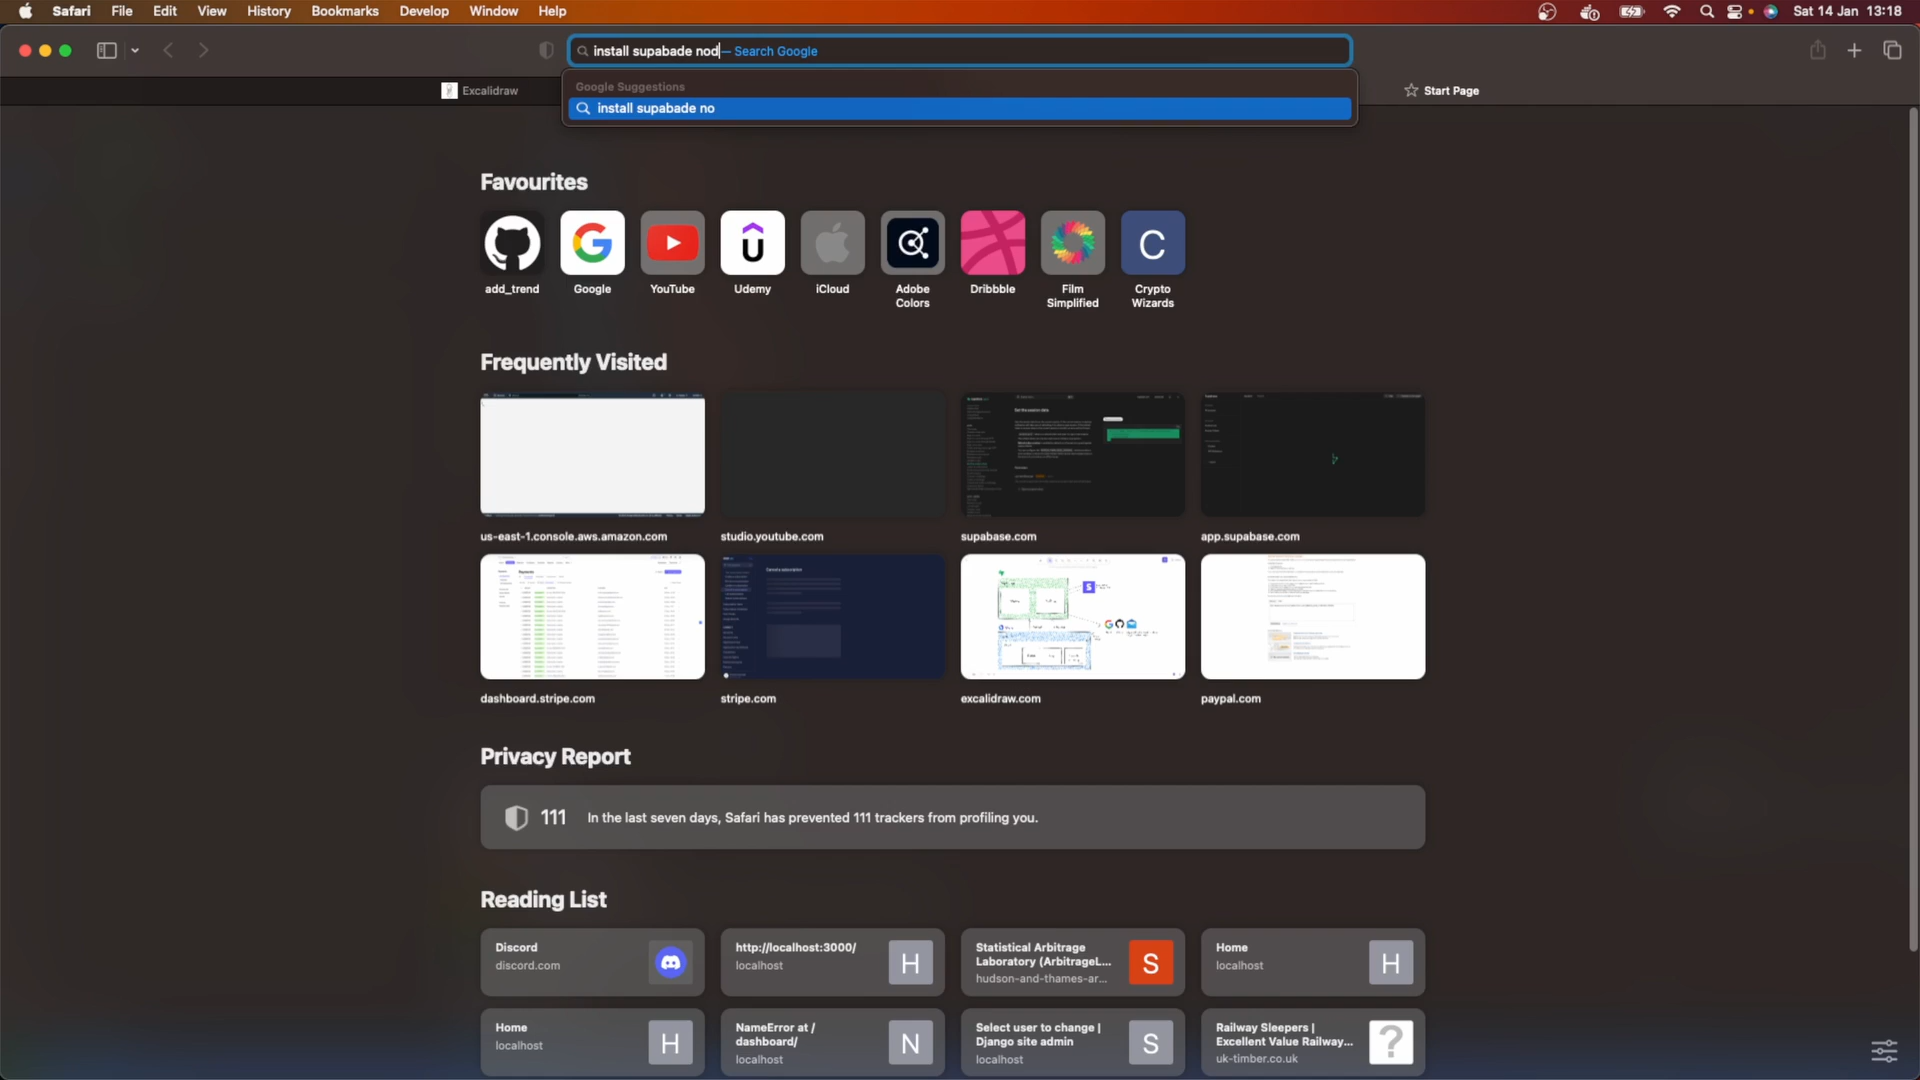 Safari File Edit View History Bookmarks Develop Window Help Sat 14 Jan 13:18
install supabade nod — Search Google
Excalidraw
Google Suggestions
install supabade no
Start Page
Favourites
U
C
add_trend
Google
YouTube
Udemy
iCloud
Adobe
Colors
Dribbble
Film
Simplified
Crypto
Wizards
Frequently Visited
us-east-1.console.aws.amazon.com
studio.youtube.com
supabase.com
app.supabase.com
dashboard.stripe.com
stripe.com
excalidraw.com
paypal.com
Privacy Report
111 In the last seven days, Safari has prevented 111 trackers from profiling you.
Reading List
Discord
discord.com
http://localhost:3000/
localhost
H
Statistical Arbitrage
Laboratory (ArbitrageL...
hudson-and-thames-ar...
S
Home
localhost
H
Home
localhost
H
NameError at /
dashboard/
localhost
N
Select user to change |
Django site admin
localhost
S
Railway Sleepers |
Excellent Value Railway...
uk-timber.co.uk
?